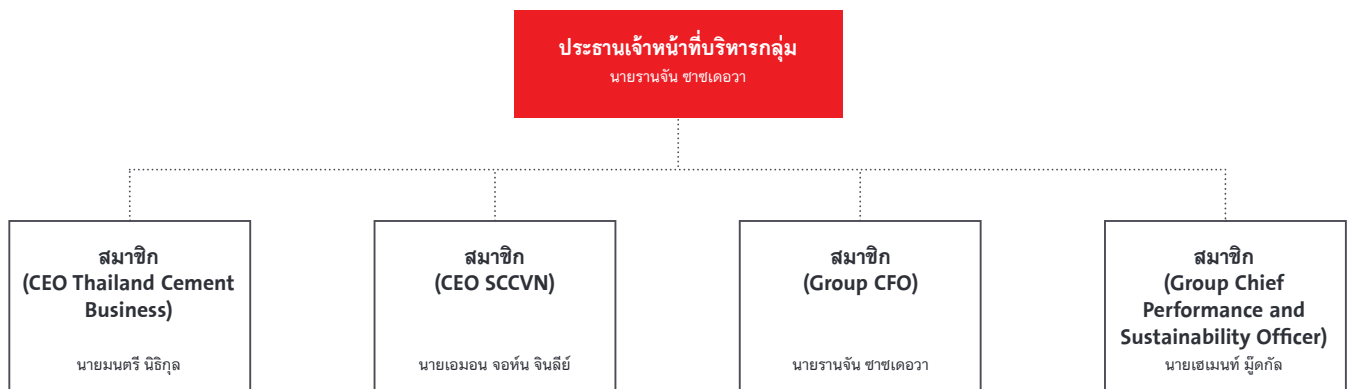 ประธานเจ้าหน้าที่บริหารกลุ่ม
นายรานจัน ซาชเดอวา
สมาชิก
(CEO Thailand Cement
Business)
นายมนตรี นิธิกุล
สมาชิก
(CEO SCCVN)
นายเอมอน จอห์น จินลีย์
สมาชิก
(Group CFO)
นายรานจัน ซาชเดอวา
สมาชิก
(Group Chief
Performance and
Sustainability Officer)
นายเฮเมนท์ มู๊ดกัล